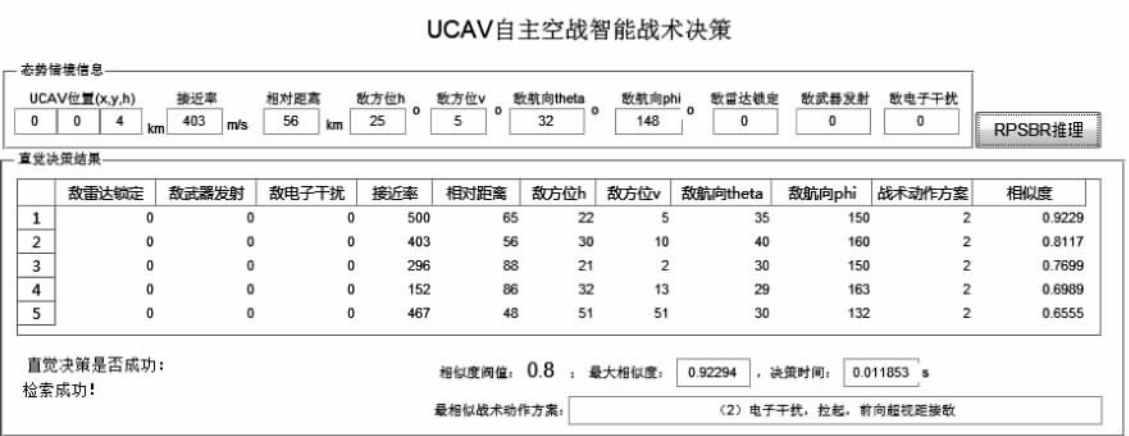 UCAV自主空战智能战术决策
态势情境信息
UCAV位置(x,y,h) 接近率 相对距离 敌方位h 敌方位v 敌航向theta 敌航向phi 敌雷达锁定 敌武器发射 敌电子干扰
0 0 4 km 403 m/s 56 km 25 ° 5 ° 32 ° 148 ° 0 0 0 RPSBR推理
直觉决策结果
敌雷达锁定 敌武器发射 敌电子干扰 接近率 相对距离 敌方位h 敌方位v 敌航向theta 敌航向phi 战术动作方案 相似度
1 0 0 0 500 65 22 5 35 150 2 0.9229
2 0 0 0 403 56 30 10 40 160 2 0.8117
3 0 0 0 296 88 21 2 30 150 2 0.7699
4 0 0 0 152 86 32 13 29 163 2 0.6989
5 0 0 0 467 48 51 51 30 132 2 0.6555
直觉决策是否成功： 相似度阀值： 0.8 ； 最大相似度： 0.92294 ，决策时间： 0.011853 s
检索成功！
最相似战术动作方案： （2）电子干扰，拉起，前向超视距接敌